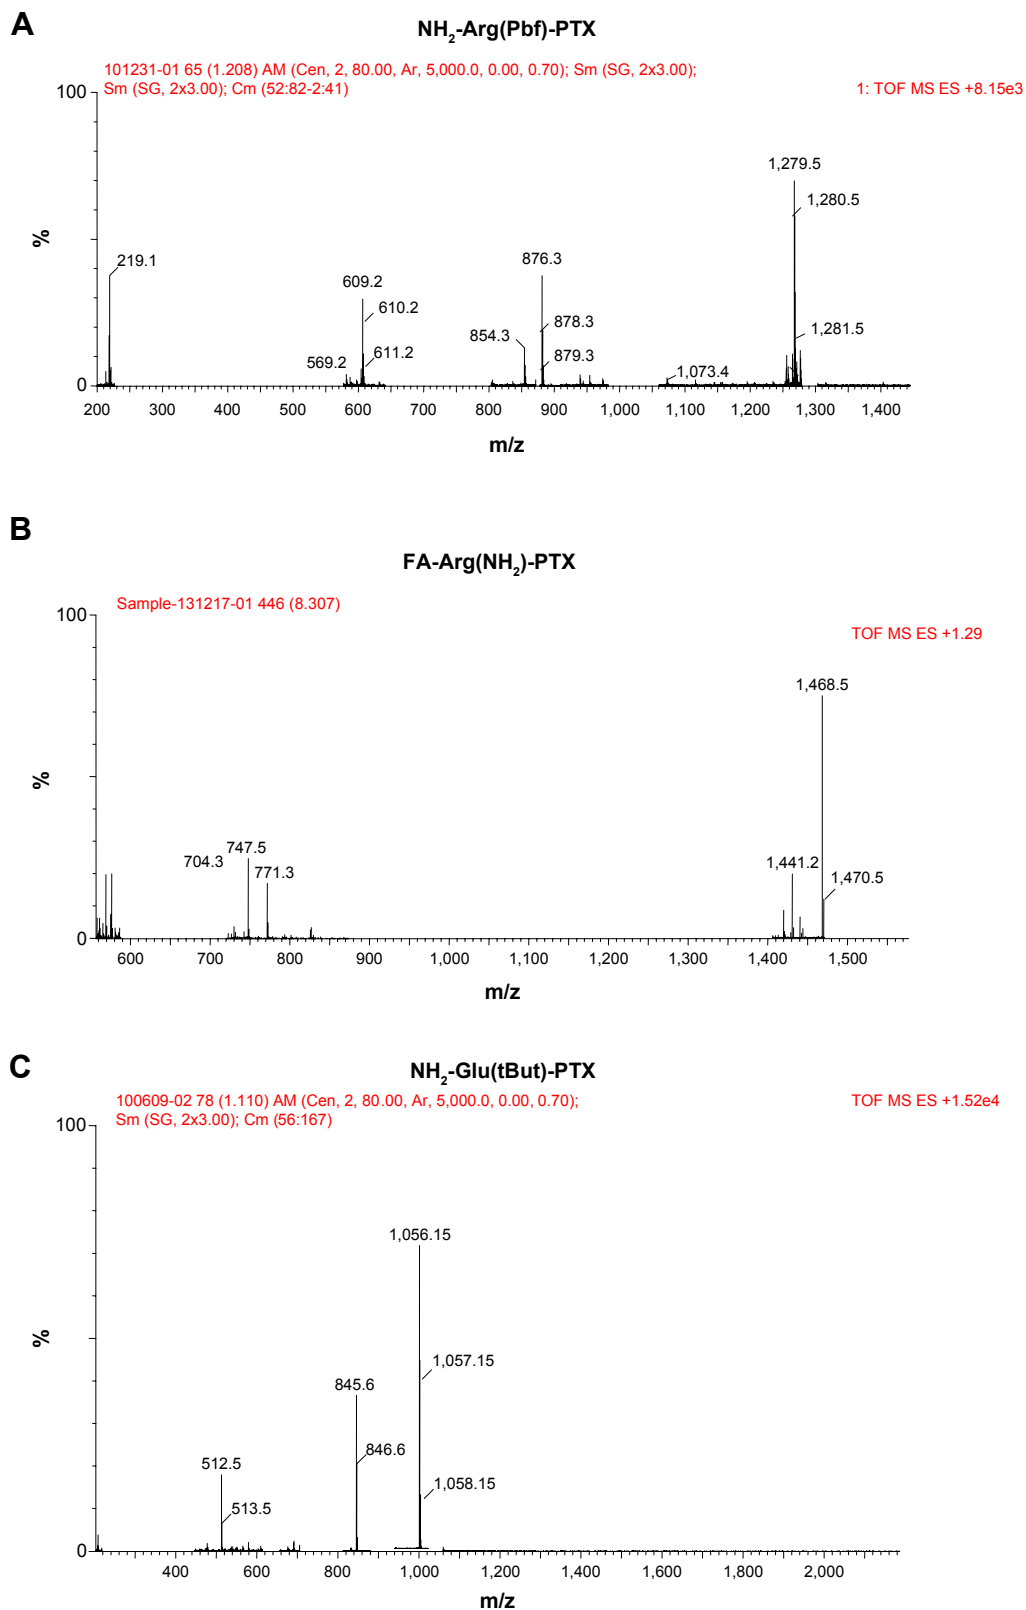 A
NH2-Arg(Pbf)-PTX
101231-01 65 (1.208) AM (Cen, 2, 80.00, Ar, 5,000.0, 0.00, 0.70); Sm (SG, 2x3.00);
Sm (SG, 2x3.00); Cm (52:82-2:41)
1: TOF MS ES +8.15e3
100
1,279.5
1,280.5
%
219.1
876.3
609.2
610.2
878.3
854.3
1,281.5
569.2
611.2
879.3
1,073.4
0
200 300 400 500 600 700 800 900 1,000 1,100 1,200 1,300 1,400
m/z
B
FA-Arg(NH2)-PTX
Sample-131217-01 446 (8.307)
100
TOF MS ES +1.29
1,468.5
%
747.5
704.3
771.3
1,441.2
1,470.5
0
600 700 800 900 1,000 1,100 1,200 1,300 1,400 1,500
m/z
C
NH2-Glu(tBut)-PTX
100609-02 78 (1.110) AM (Cen, 2, 80.00, Ar, 5,000.0, 0.00, 0.70);
Sm (SG, 2x3.00); Cm (56:167)
TOF MS ES +1.52e4
100
1,056.15
%
1,057.15
845.6
846.6
512.5
1,058.15
513.5
0
400 600 800 1,000 1,200 1,400 1,600 1,800 2,000
m/z